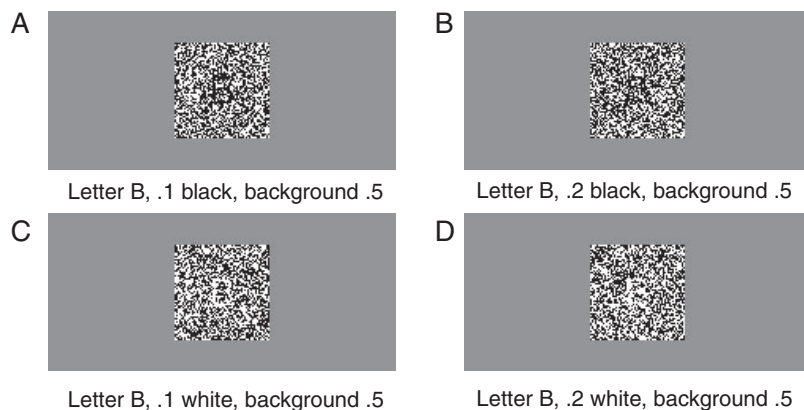 A
B
Letter B, .1 black, background .5
Letter B, .2 black, background .5
C
D
Letter B, .1 white, background .5
Letter B, .2 white, background .5